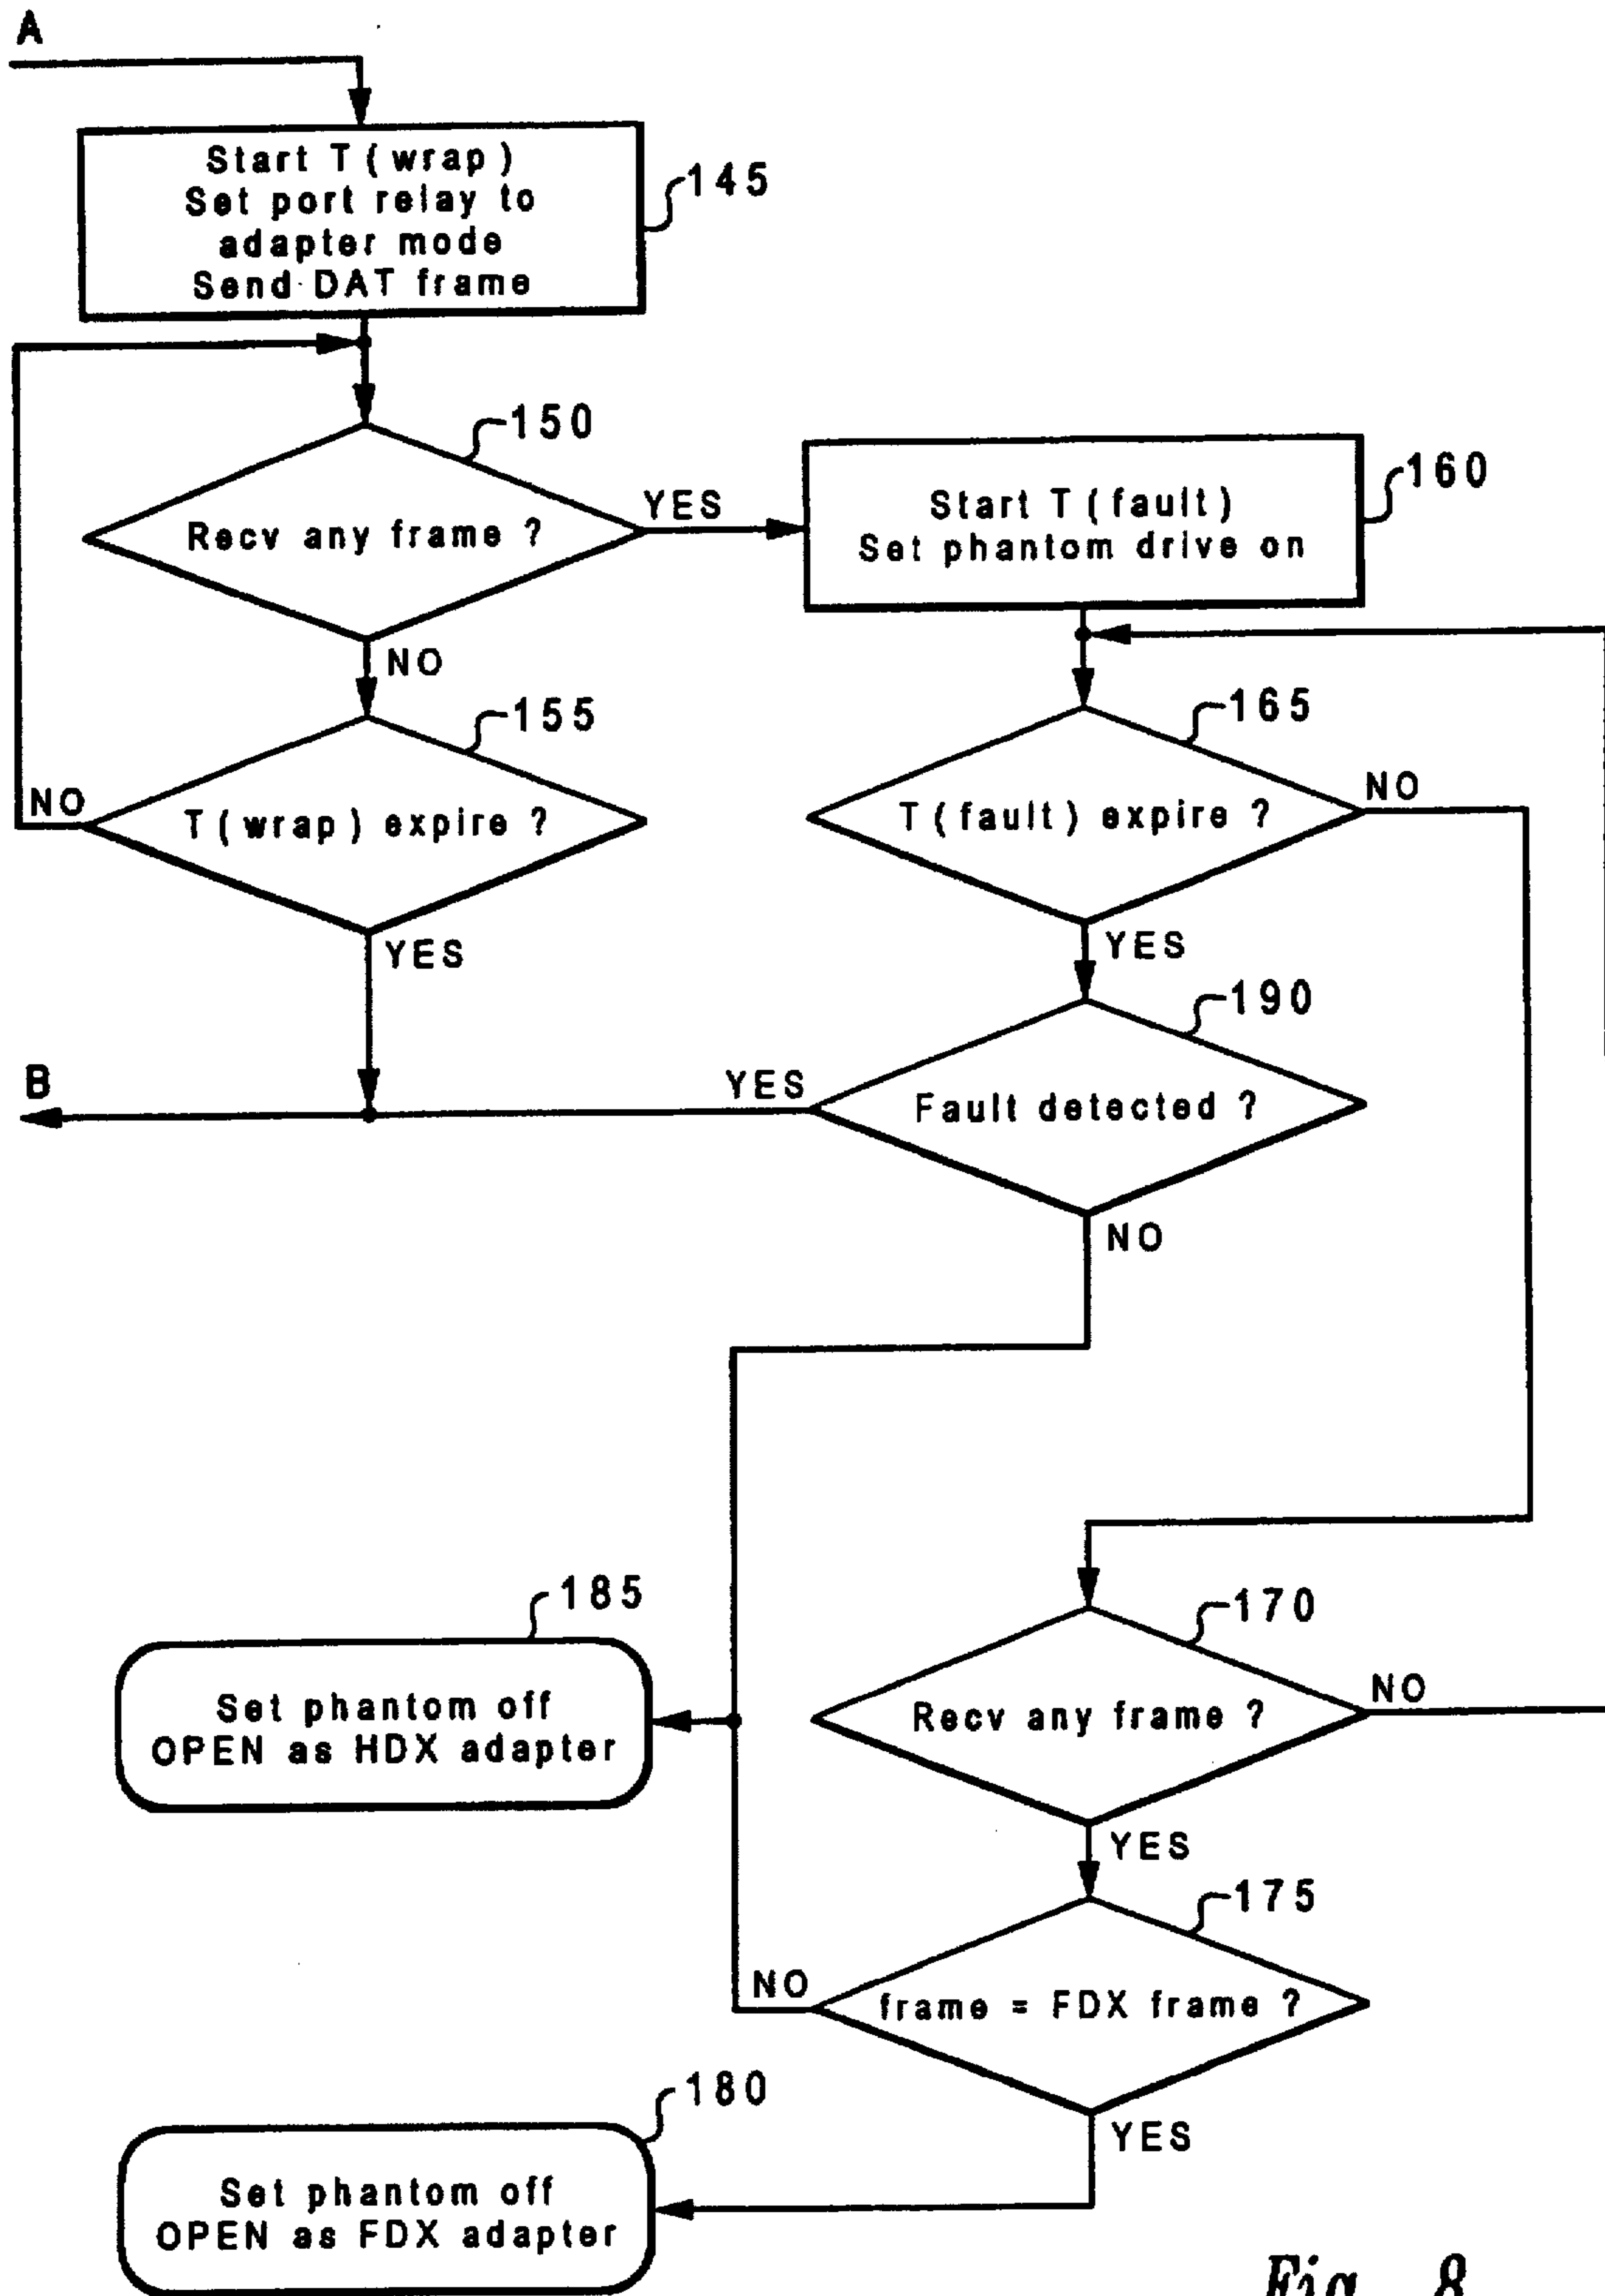 A
Start T ( wrap )
Set port relay to
adapter mode
Send DAT frame
145
150
Recv any frame ?
YES
NO
160
Start T ( fault )
Set phantom drive on
155
T ( wrap ) expire ?
NO
YES
165
T ( fault ) expire ?
NO
YES
190
Fault detected ?
YES
NO
B
185
Set phantom off
OPEN as HDX adapter
170
Recv any frame ?
NO
YES
175
frame = FDX frame ?
NO
YES
180
Set phantom off
OPEN as FDX adapter
Fig. 8